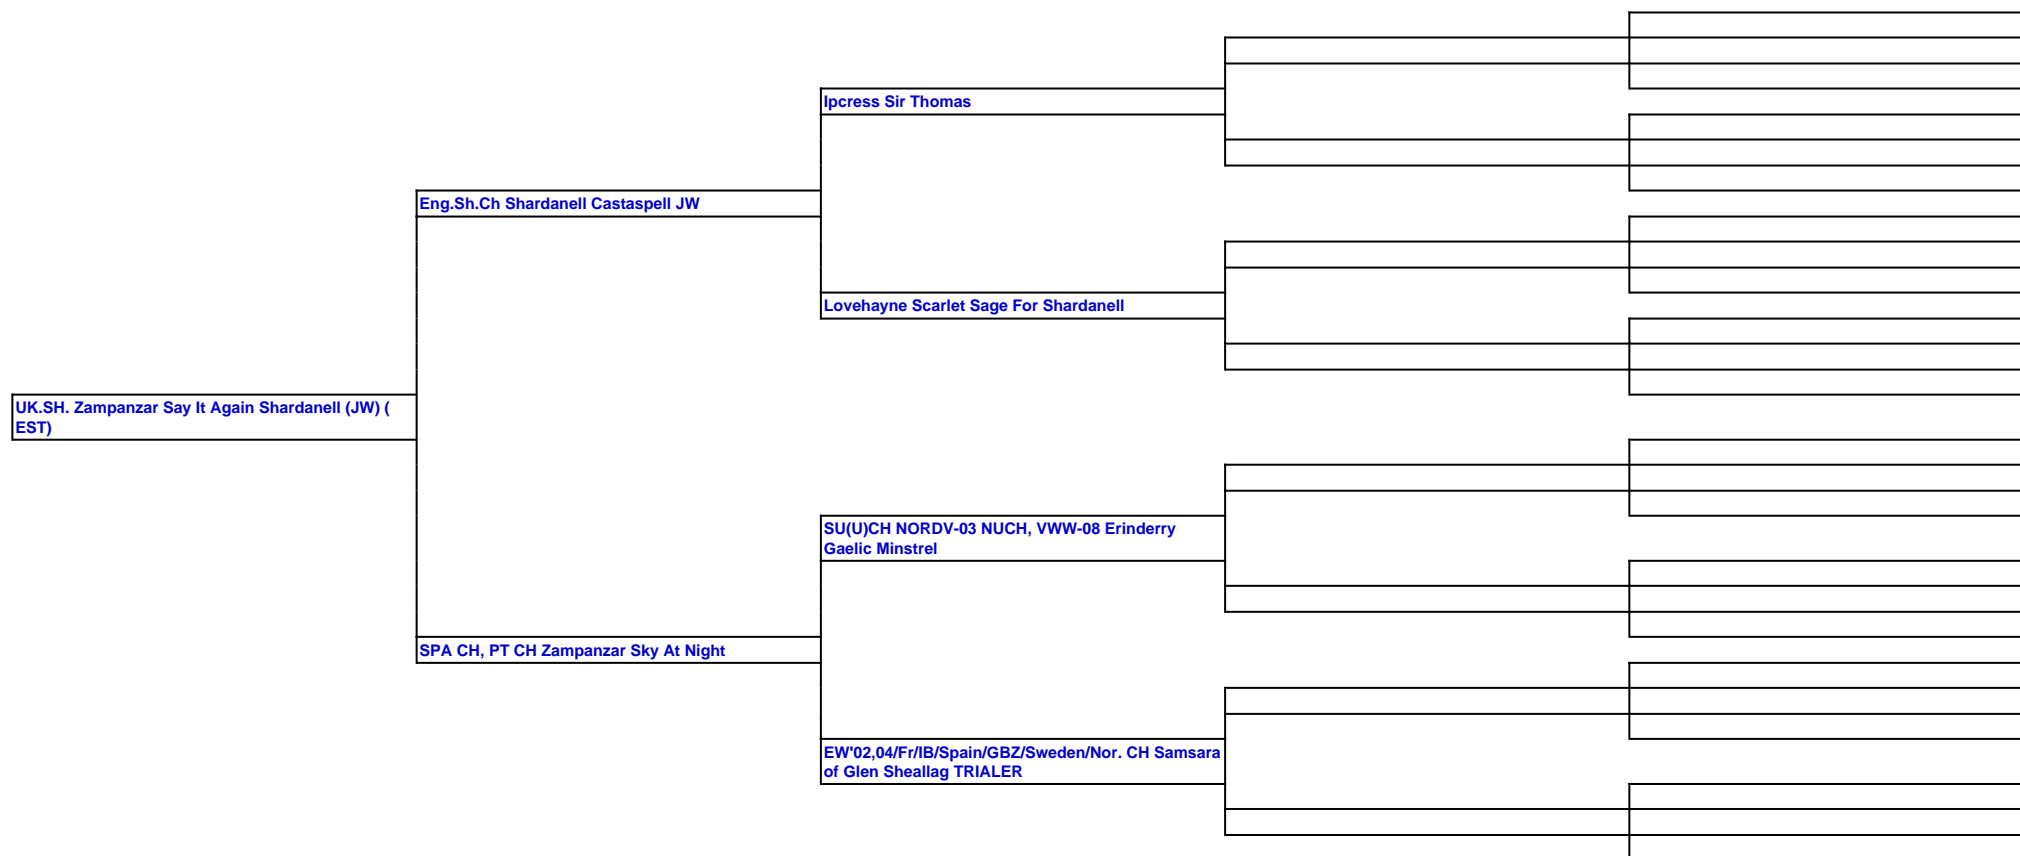 Ipcress Sir Thomas
Eng.Sh.Ch Shardanell Castaspell JW
Lovehayne Scarlet Sage For Shardanell
UK.SH. Zampanzar Say It Again Shardanell (JW) (
EST)
SU(U)CH NORDV-03 NUCH, VWW-08 Erinderry
Gaelic Minstrel
SPA CH, PT CH Zampanzar Sky At Night
EW'02,04/Fr/IB/Spain/GBZ/Sweden/Nor. CH Samsara
of Glen Sheallag TRIALER